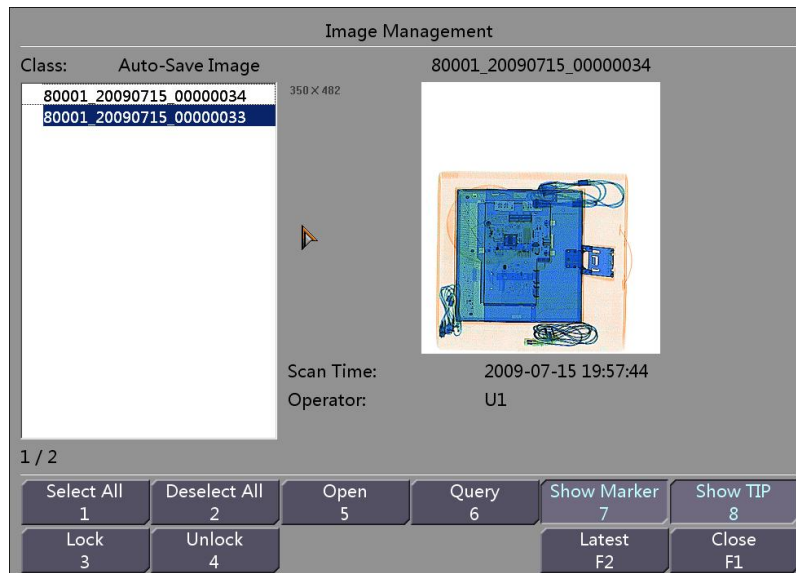 Image Management
Class: Auto-Save Image
80001_20090715_00000034
80001_20090715_00000034
80001_20090715_00000033
350×482
Scan Time: 2009-07-15 19:57:44
Operator: U1
1 / 2
Select All
1
Deselect All
2
Open
5
Query
6
Show Marker
7
Show TIP
8
Lock
3
Unlock
4
Latest
F2
Close
F1